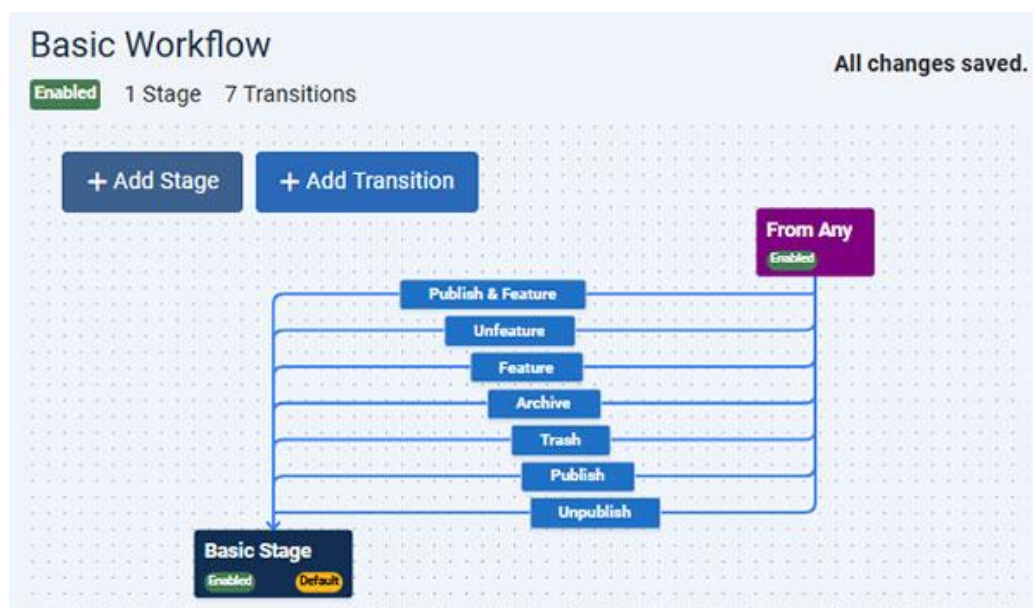 Basic Workflow
All changes saved.
Enabled 1 Stage 7 Transitions
+ Add Stage + Add Transition
From Any
Enabled
Publish & Feature
Unfeature
Feature
Archive
Trash
Publish
Unpublish
Basic Stage
Enabled Default